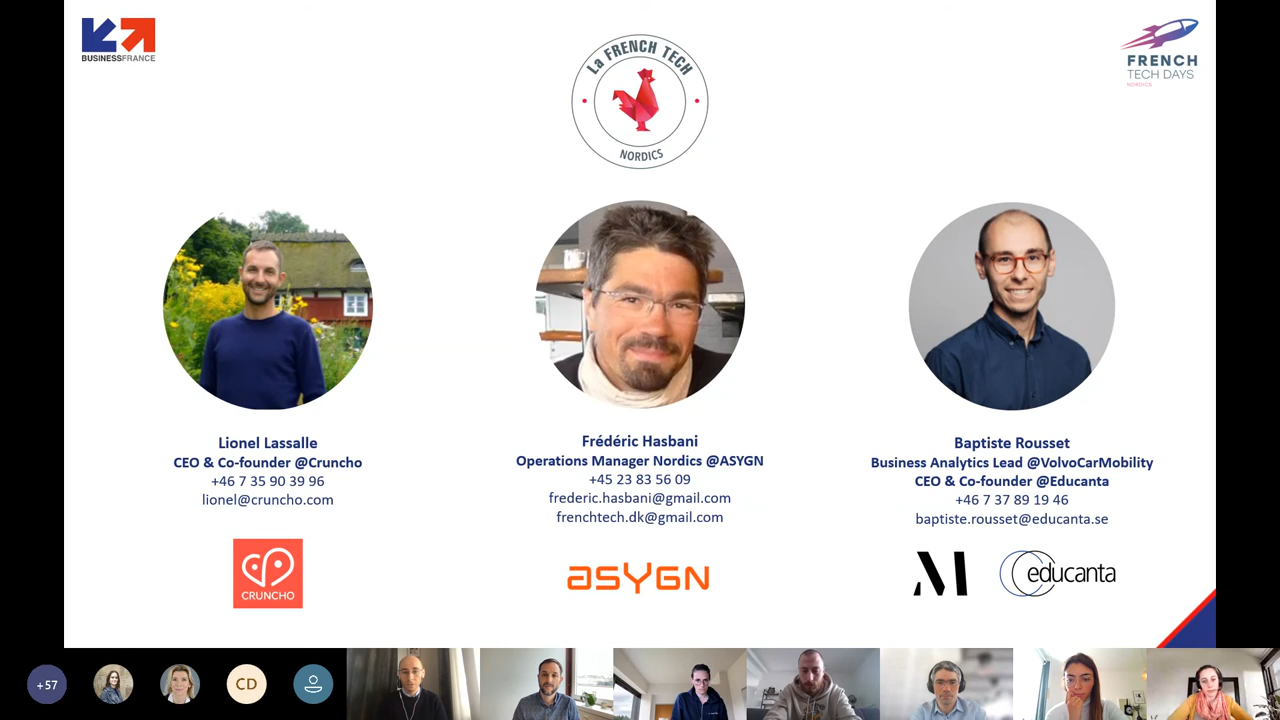 BUSINESSFRANCE
La FRENCH TECH
NORDICS
FRENCH
TECH DAYS
NORDICS
Lionel Lassalle
CEO & Co-founder @Cruncho
+46 7 35 90 39 96
lionel@cruncho.com
CRUNCHO
Frédéric Hasbani
Operations Manager Nordics @ASYGN
+45 23 83 56 09
frederic.hasbani@gmail.com
frenchtech.dk@gmail.com
asYGN
Baptiste Rousset
Business Analytics Lead @VolvoCarMobility
CEO & Co-founder @Educanta
+46 7 37 89 19 46
baptiste.rousset@educanta.se
M
educanta
+57
CD